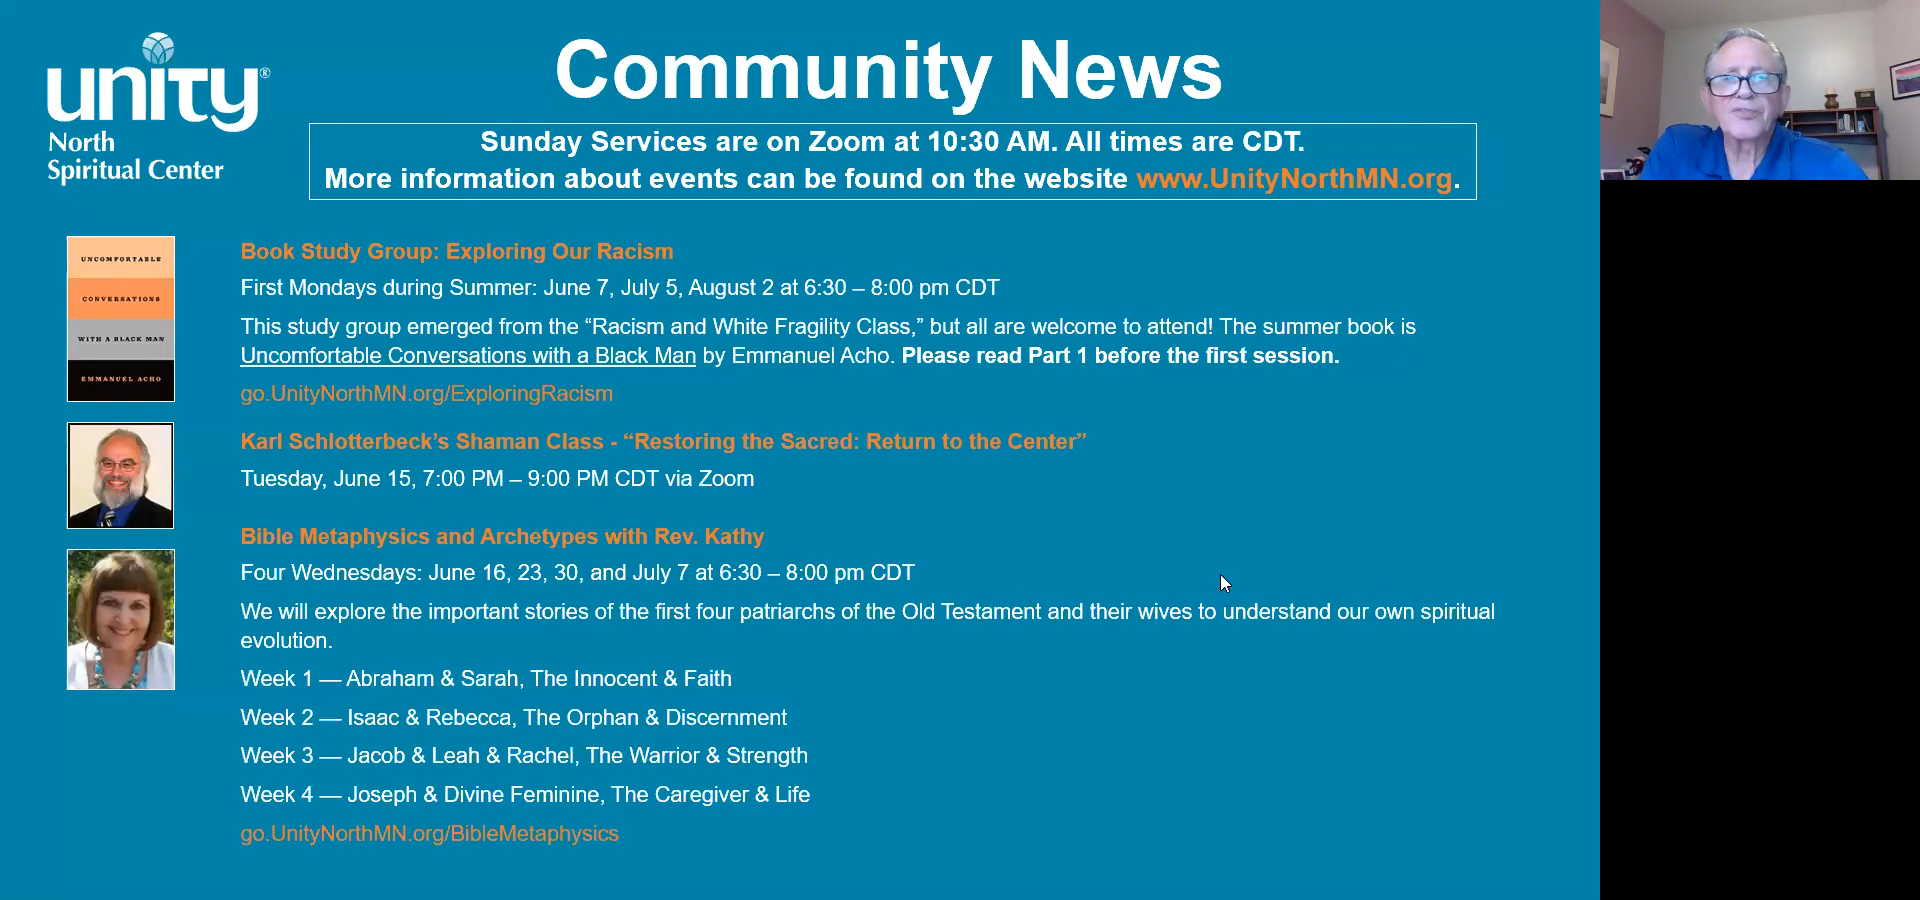 unity®
North
Spiritual Center
Community News
Sunday Services are on Zoom at 10:30 AM. All times are CDT.
More information about events can be found on the website www.UnityNorthMN.org.
UNCOMFORTABLE
CONVERSATIONS
WITH A BLACK MAN
EMMANUEL ACHO
Book Study Group: Exploring Our Racism
First Mondays during Summer: June 7, July 5, August 2 at 6:30 – 8:00 pm CDT
This study group emerged from the “Racism and White Fragility Class,” but all are welcome to attend! The summer book is
Uncomfortable Conversations with a Black Man by Emmanuel Acho. Please read Part 1 before the first session.
go.UnityNorthMN.org/ExploringRacism
Karl Schlotterbeck’s Shaman Class - “Restoring the Sacred: Return to the Center”
Tuesday, June 15, 7:00 PM – 9:00 PM CDT via Zoom
Bible Metaphysics and Archetypes with Rev. Kathy
Four Wednesdays: June 16, 23, 30, and July 7 at 6:30 – 8:00 pm CDT
We will explore the important stories of the first four patriarchs of the Old Testament and their wives to understand our own spiritual
evolution.
Week 1 — Abraham & Sarah, The Innocent & Faith
Week 2 — Isaac & Rebecca, The Orphan & Discernment
Week 3 — Jacob & Leah & Rachel, The Warrior & Strength
Week 4 — Joseph & Divine Feminine, The Caregiver & Life
go.UnityNorthMN.org/BibleMetaphysics